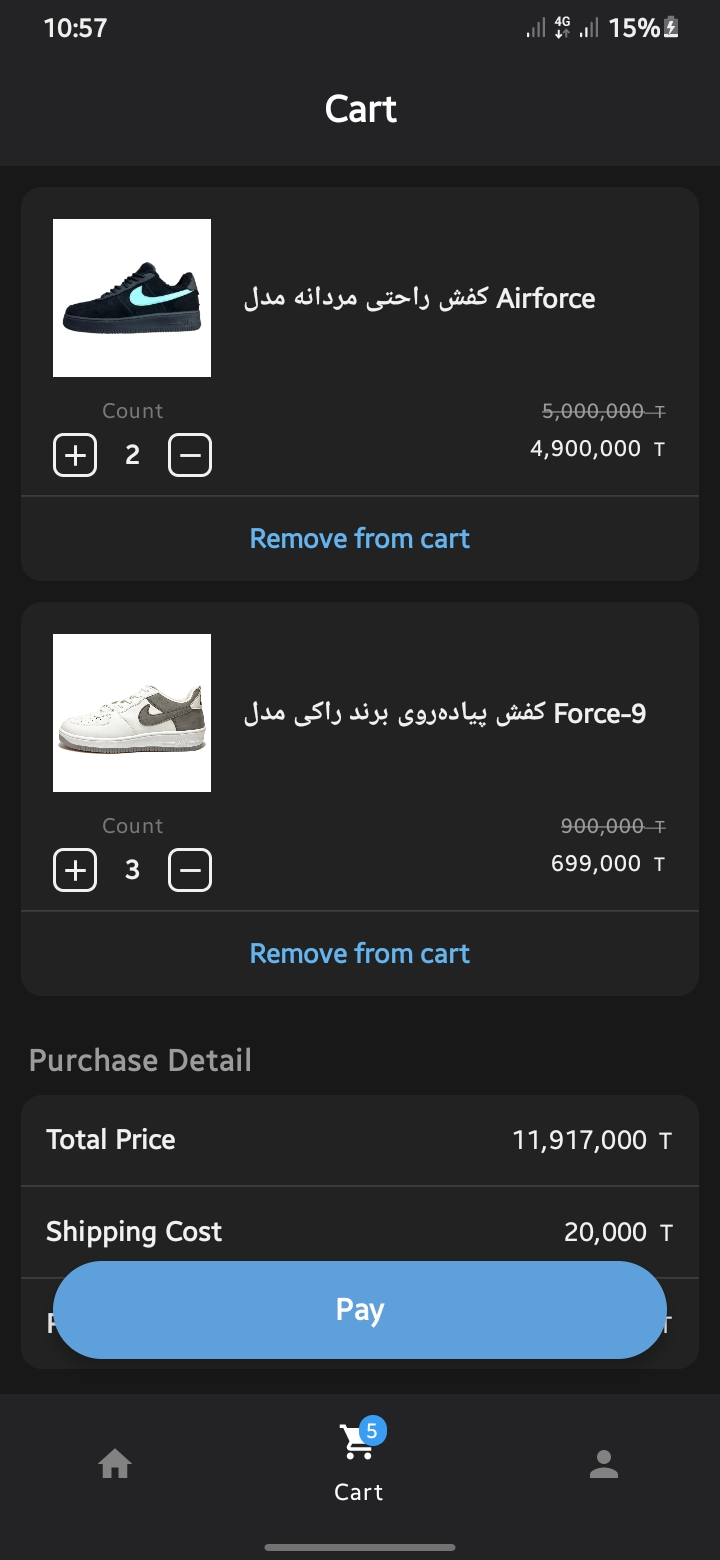 10:57
4G
15%
Cart
کفش راحتی مردانه مدل Airforce
Count
5,000,000 T
2
4,900,000 T
Remove from cart
کفش پیاده‌روی برند راکی مدل Force-9
Count
900,000 T
3
699,000 T
Remove from cart
Purchase Detail
Total Price
11,917,000 T
Shipping Cost
20,000 T
Pay
5
Cart